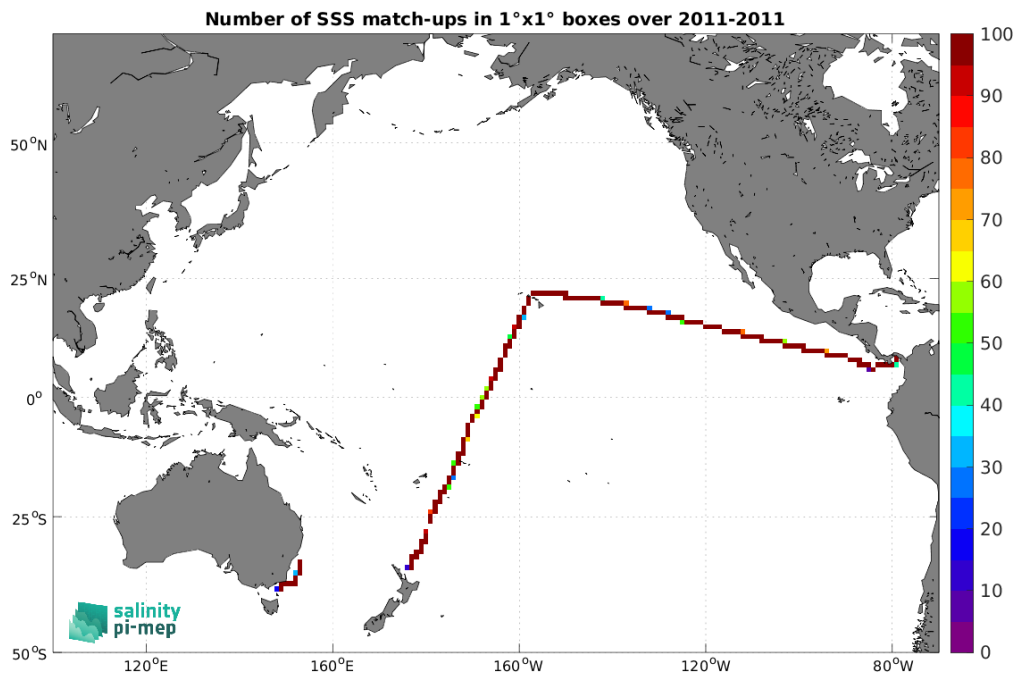 Number of SSS match-ups in 1°x1° boxes over 2011-2011
100
90
80
70
60
50
40
30
20
10
0
50°N
25°N
0°
25°S
50°S
120°E
160°E
160°W
120°W
80°W
salinity
pi-mep